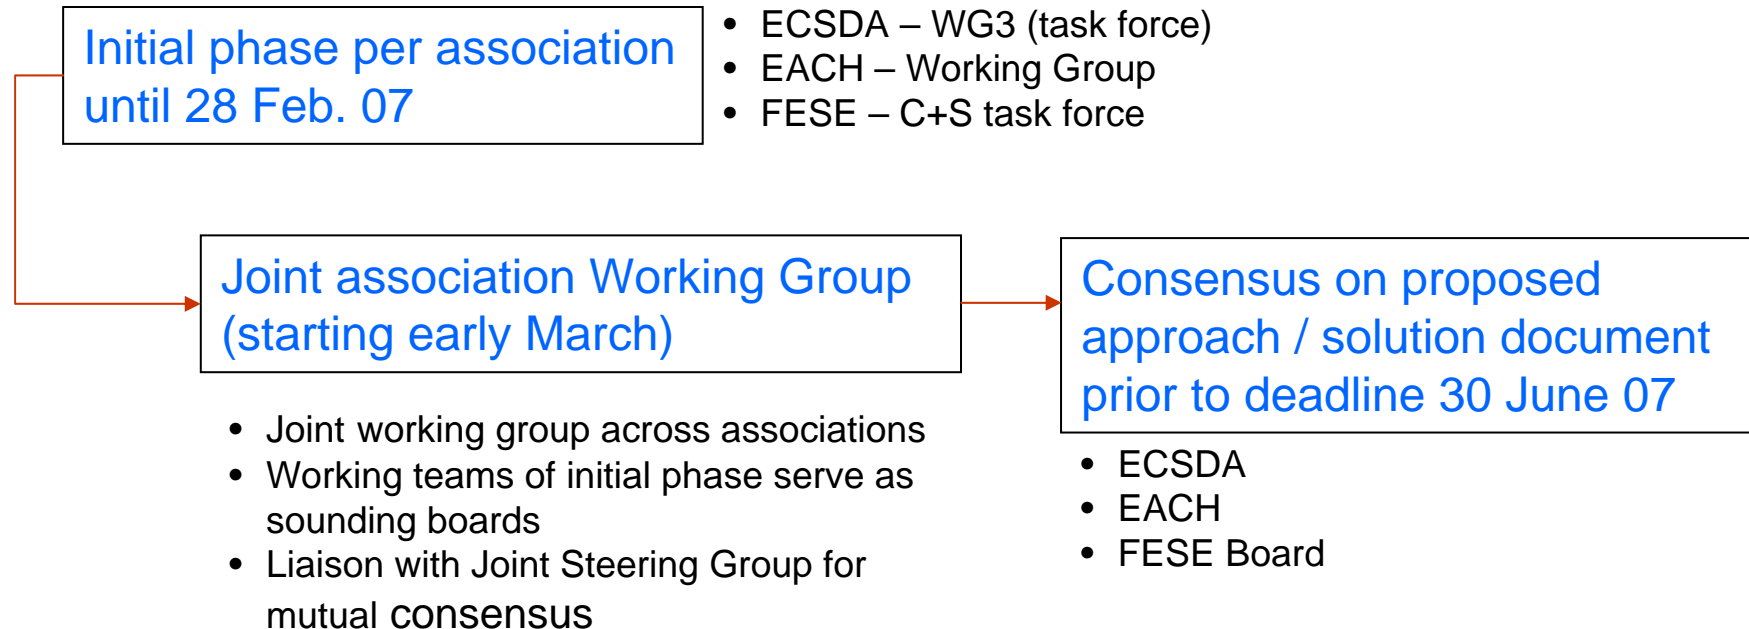 Initial phase per association
until 28 Feb. 07
• ECSDA – WG3 (task force)
• EACH – Working Group
• FESE – C+S task force
Joint association Working Group
(starting early March)
• Joint working group across associations
• Working teams of initial phase serve as
sounding boards
• Liaison with Joint Steering Group for
mutual consensus
Consensus on proposed
approach / solution document
prior to deadline 30 June 07
• ECSDA
• EACH
• FESE Board